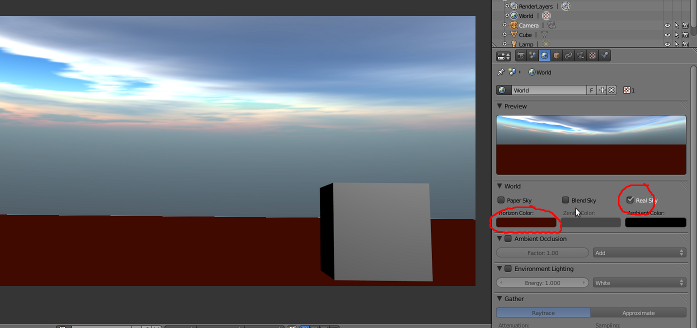 RenderLayers
World
Camera
Cube
Lamp
World
World
F
1
Preview
World
Paper Sky
Blend Sky
Real Sky
Horizon Color:
Zenith Color:
Ambient Color:
Ambient Occlusion
Factor: 1.00
Add
Environment Lighting
Energy: 1.000
White
Gather
Raytrace
Approximate
Attenuation:
Sampling: